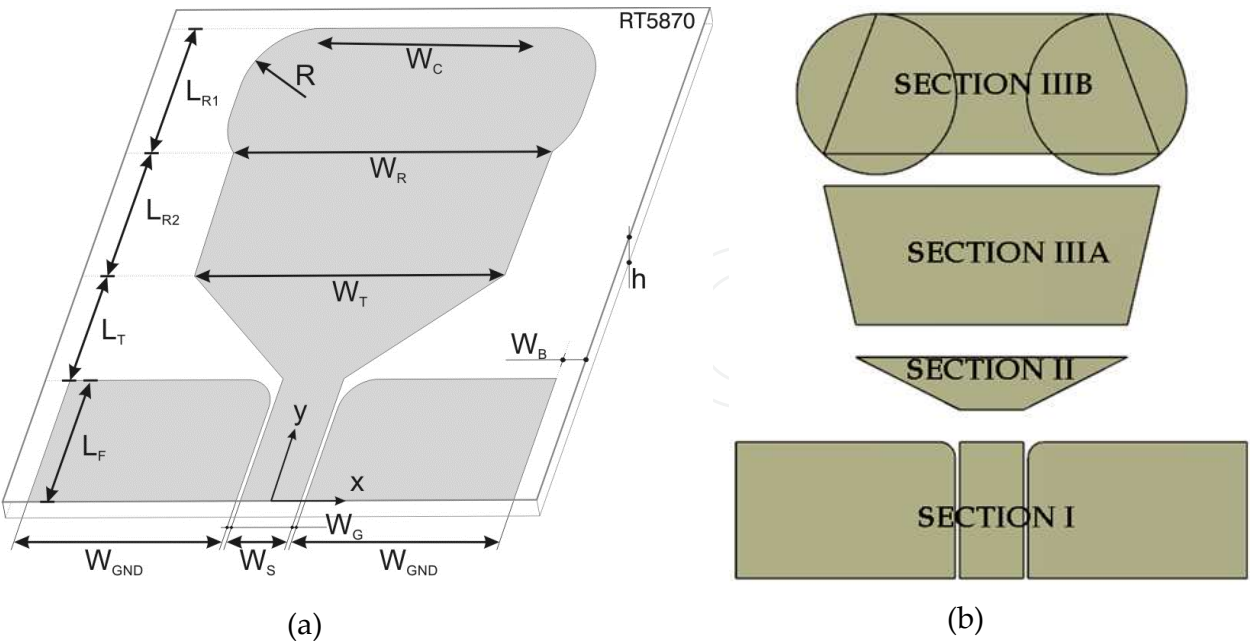 RT5870
W_C
R
L_R1
W_R
L_R2
W_T
h
L_T
W_B
y
L_F
x
W_G
W_GND
W_S
W_GND
(a)
SECTION IIIB
SECTION IIIA
SECTION II
SECTION I
(b)